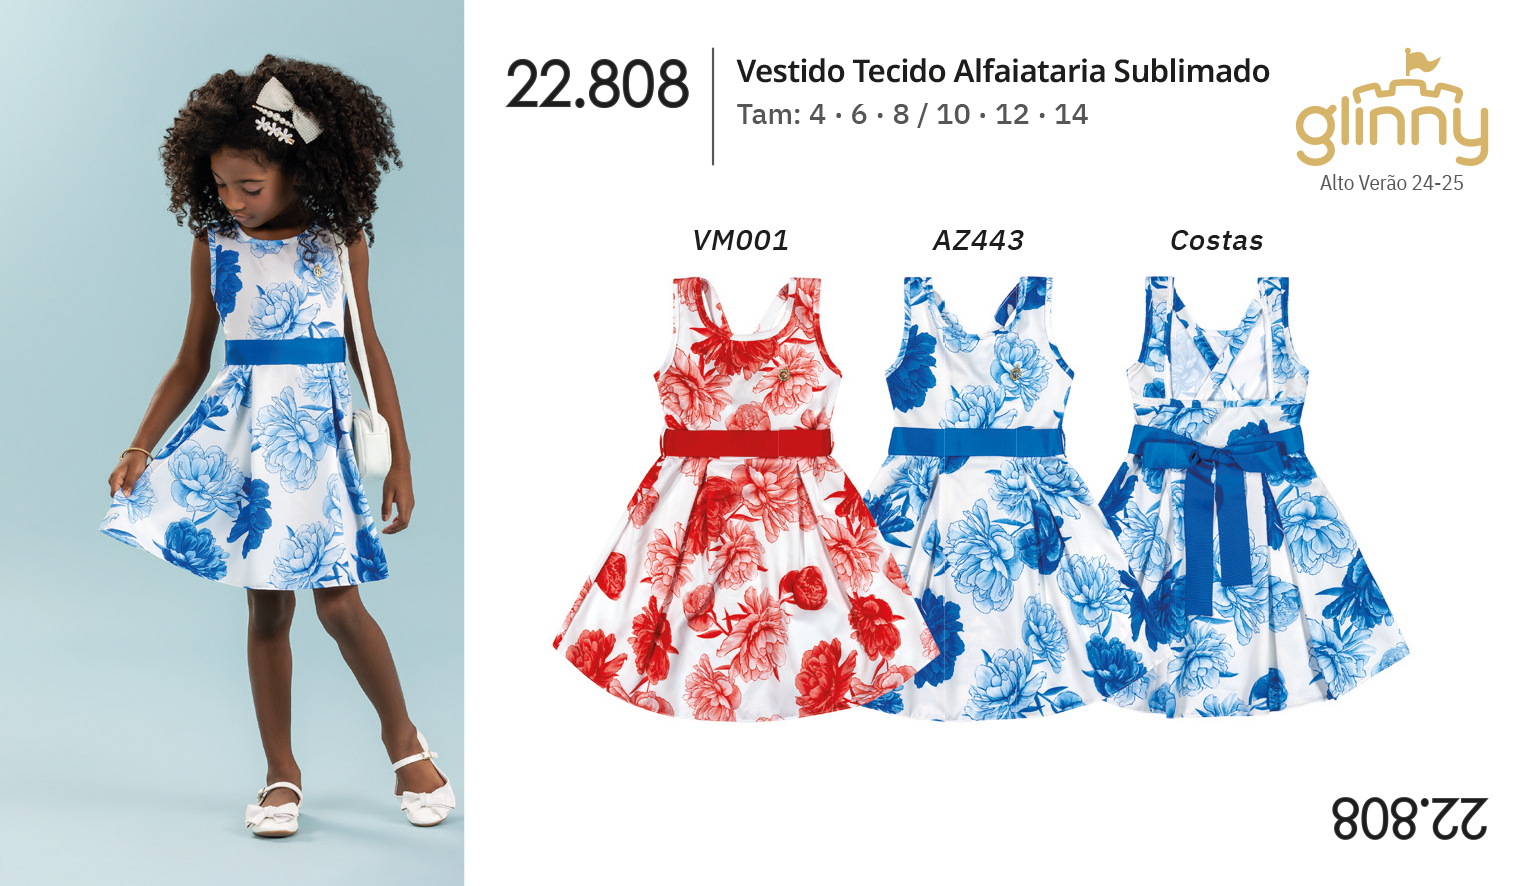 22.808
Vestido Tecido Alfaiataria Sublimado
Tam: 4 · 6 · 8 / 10 · 12 · 14
glinny
Alto Verão 24-25
VM001
AZ443
Costas
22.808